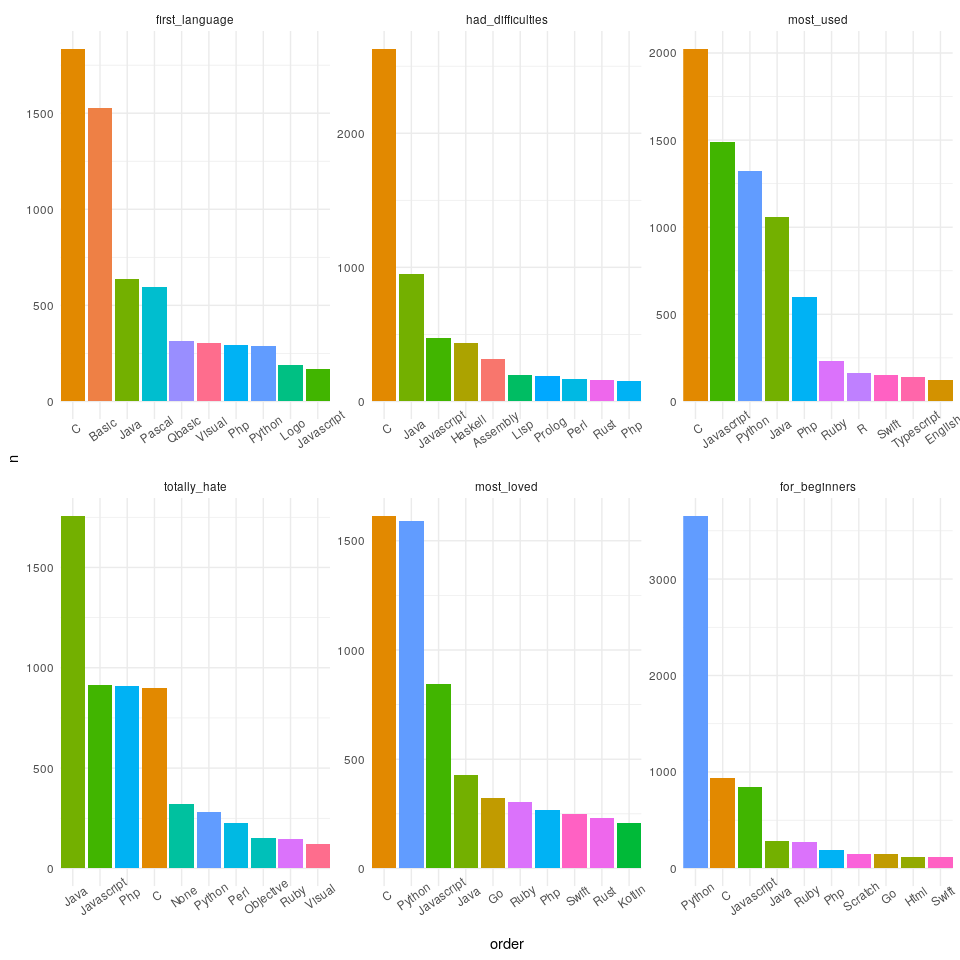 first_language
had_difficulties
most_used
1500
1000
500
0
2000
1000
0
2000
1500
1000
500
0
C Basic Java Pascal Qbasic Visual Php Python Logo Javascript
C Java Javascript Haskell Assembly Lisp Prolog Perl Rust Php
C Javascript Python Java Php Ruby R Swift Typescript English
n
totally_hate
most_loved
for_beginners
1500
1000
500
0
1500
1000
500
0
3000
2000
1000
0
Java Javascript Php C None Python Perl Objective Ruby Visual
C Python Javascript Java Go Ruby Php Swift Rust Kotlin
Python C Javascript Java Ruby Php Scratch Go Html Swift
order